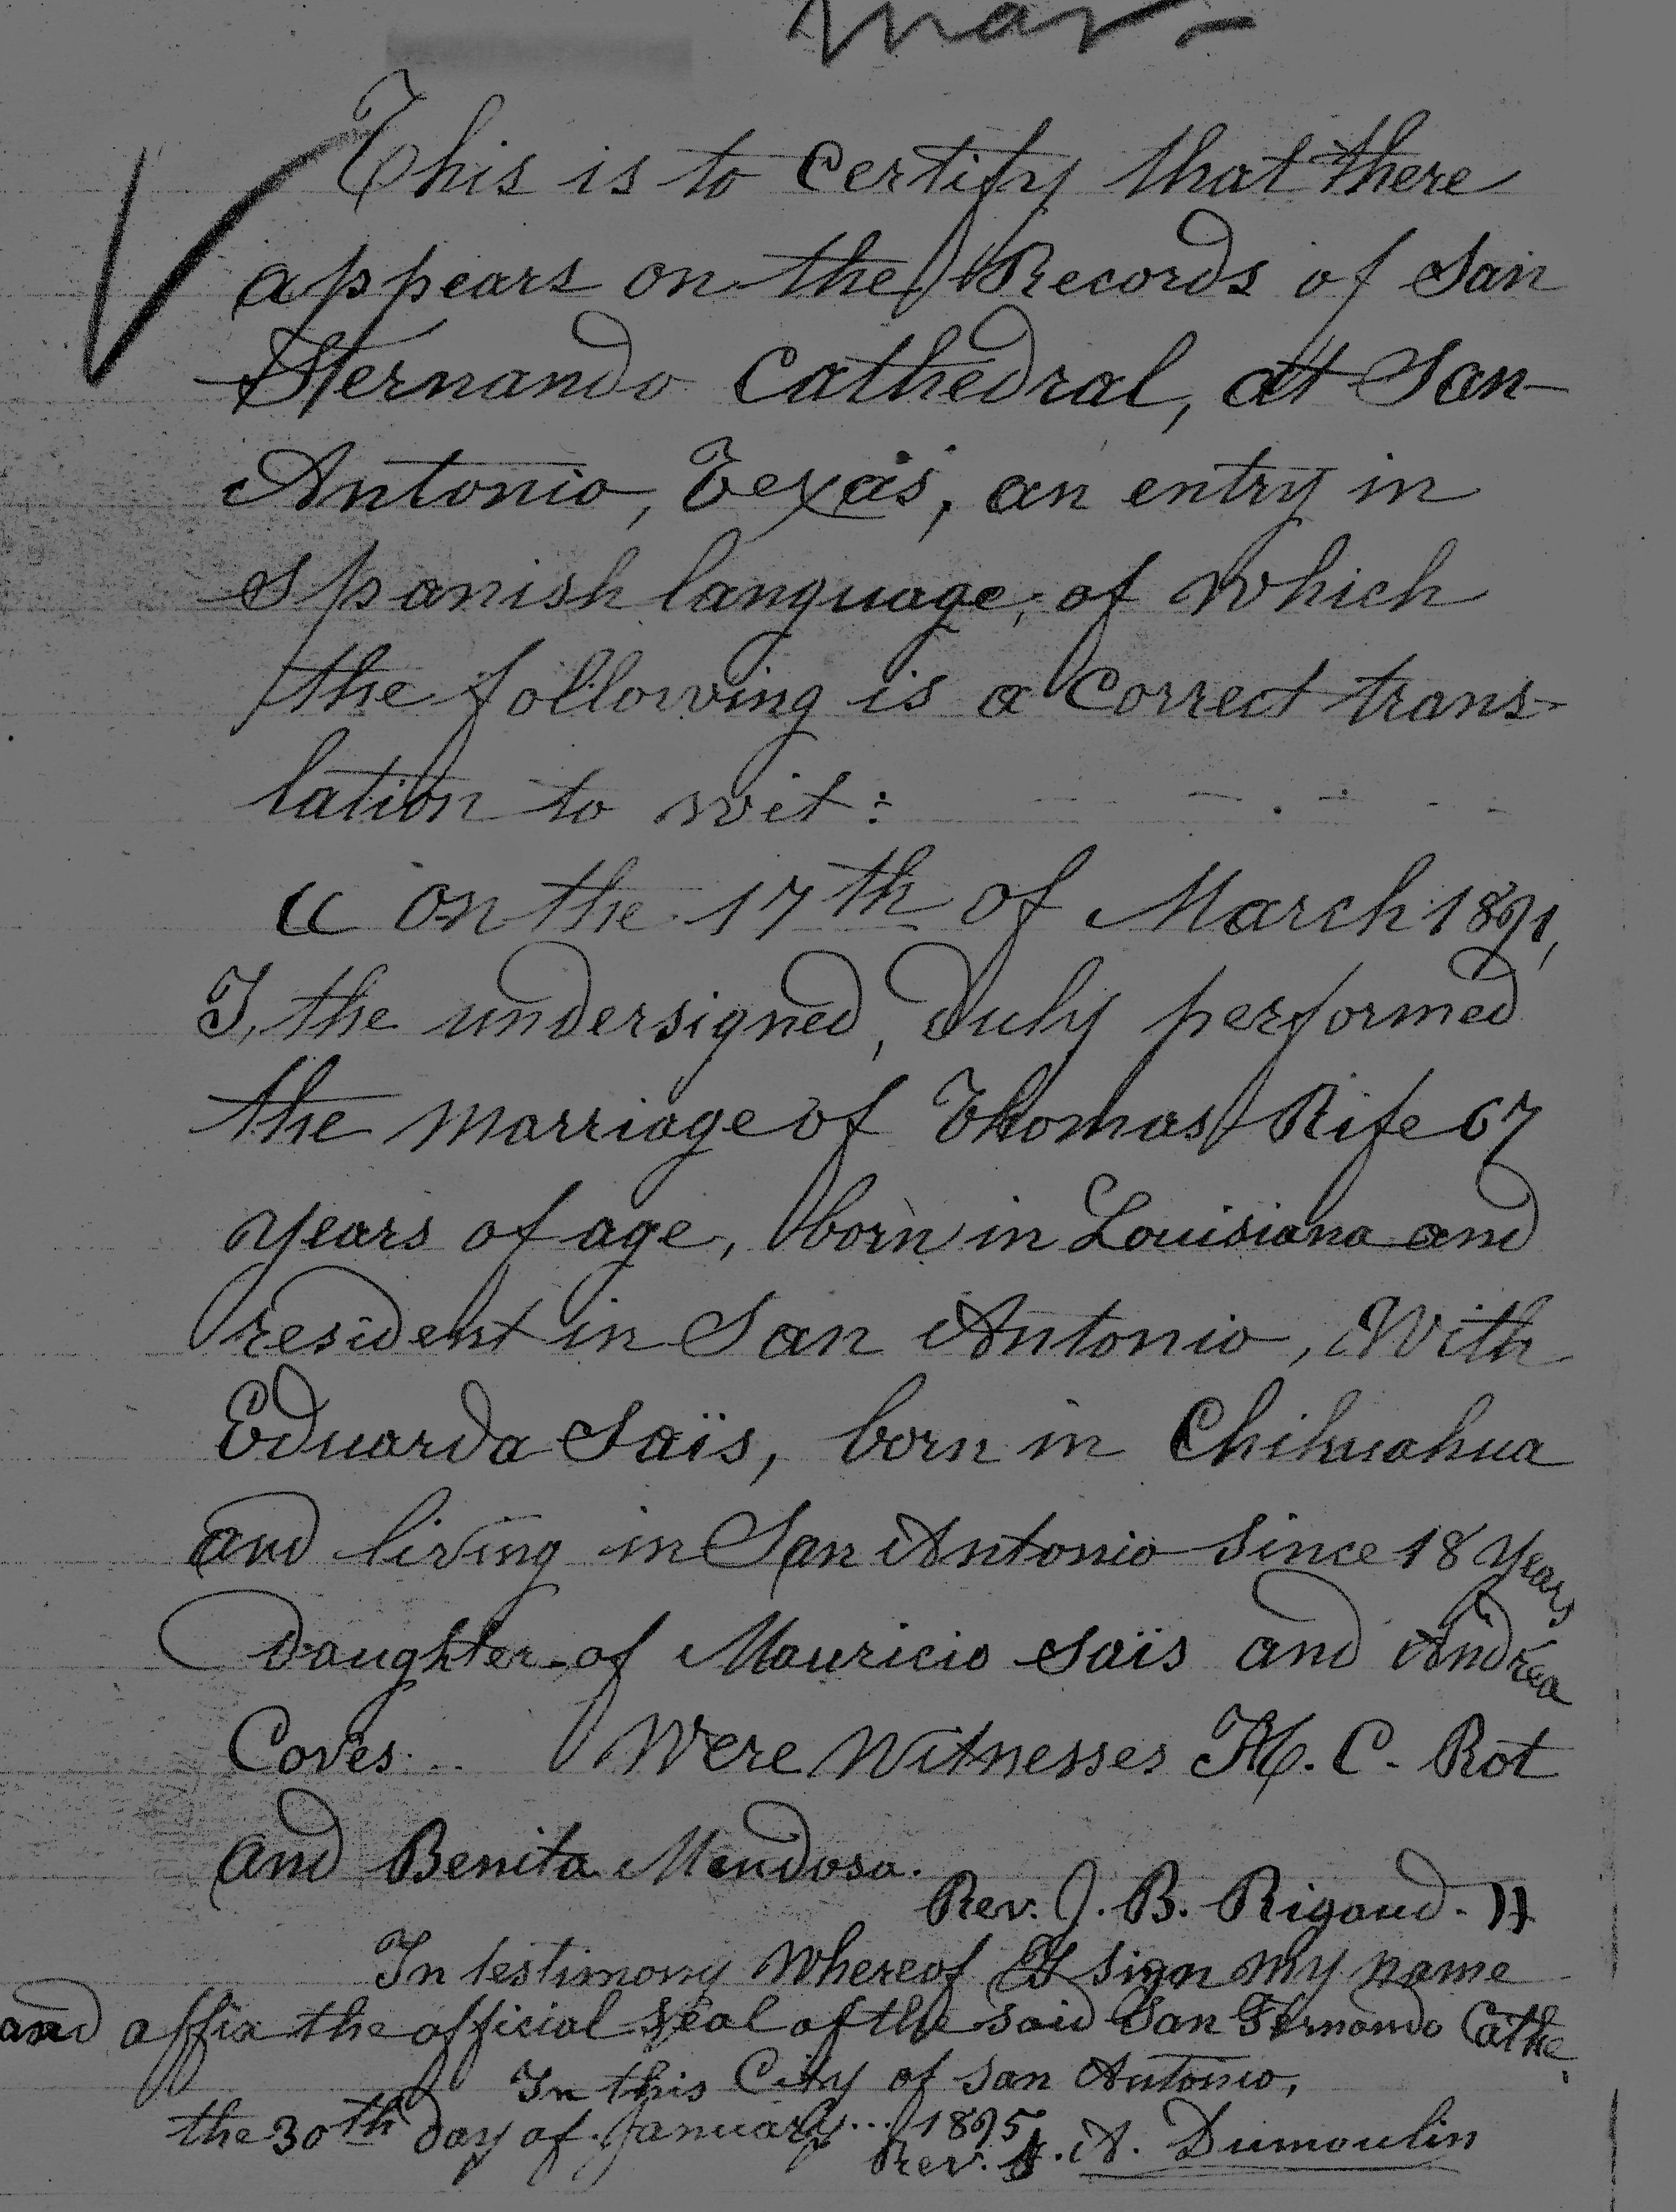 mar-
This is to Certify that there
appears on the Records of San
Fernando Cathedral, at San-
Antonio, Texas, an entry in
Spanish language, of which
the following is a Correct trans-
lation to wit:
" on the 17th of March 1891,
I, the undersigned, duly performed
the marriage of Thomas Rife 67
years of age, born in Louisiana and
resident in San Antonio, With
Eduarda Saïs, born in Chihuahua
and living in San Antonio since 18 years
Daughter of Mauricio Saïs and Andrea
Coves. Were Witnesses H. C. Rot
and Benita Mendosa.
Rev. J. B. Rigaud. "
In testimony whereof I sign my name
and affix the official seal of the said San Fernando Cathe.
In this City of San Antonio,
the 30th day of January... 1895
Rev. A. Dumoulin